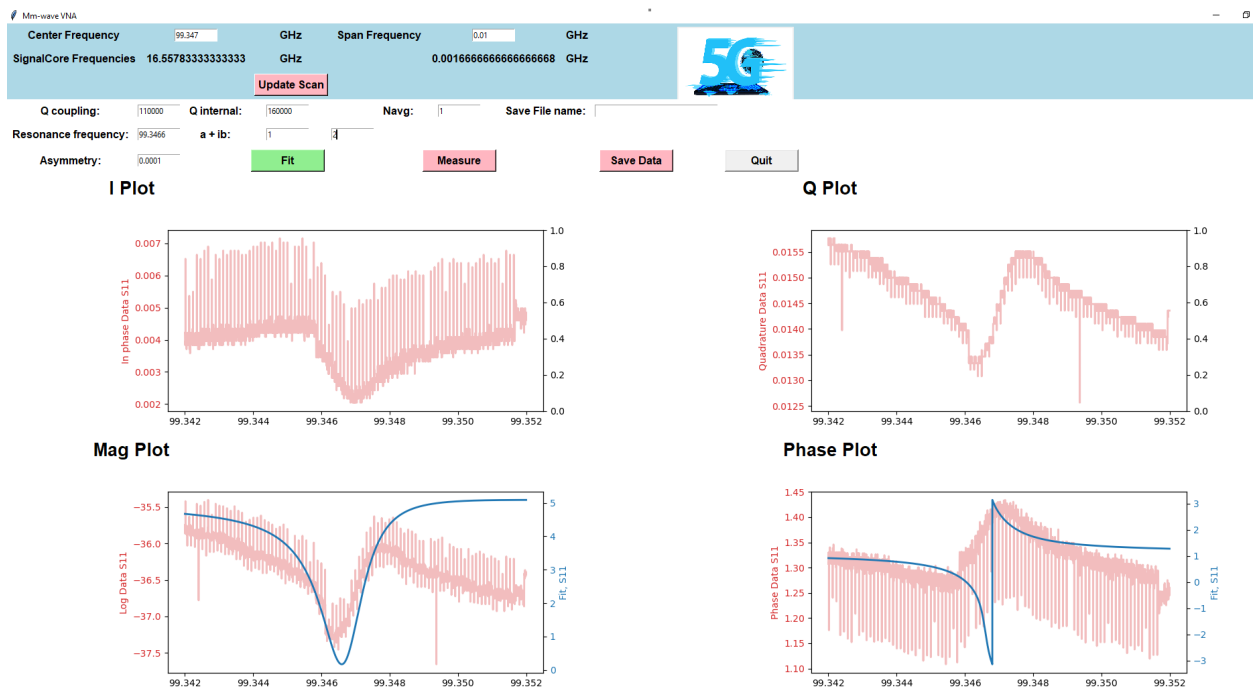 Mm-wave VNA
Center Frequency 99.347 GHz Span Frequency 0.01 GHz
SignalCore Frequencies 16.55783333333333 GHz 0.0016666666666666668 GHz
5G
Update Scan
Q coupling: 110000 Q internal: 160000 Navg: 1 Save File name:
Resonance frequency: 99.3466 a + ib: 1 2
Asymmetry: 0.0001 Fit Measure Save Data Quit
I Plot
In phase Data S11
0.007
0.006
0.005
0.004
0.003
0.002
1.0
0.8
0.6
0.4
0.2
0.0
99.342 99.344 99.346 99.348 99.350 99.352
Q Plot
Quadrature Data S11
0.0155
0.0150
0.0145
0.0140
0.0135
0.0130
0.0125
1.0
0.8
0.6
0.4
0.2
0.0
99.342 99.344 99.346 99.348 99.350 99.352
Mag Plot
Log Data S11
−35.5
−36.0
−36.5
−37.0
−37.5
5
4
3
2
1
0
Fit, S11
99.342 99.344 99.346 99.348 99.350 99.352
Phase Plot
Phase Data S11
1.45
1.40
1.35
1.30
1.25
1.20
1.15
1.10
3
2
1
0
−1
−2
−3
Fit, S11
99.342 99.344 99.346 99.348 99.350 99.352